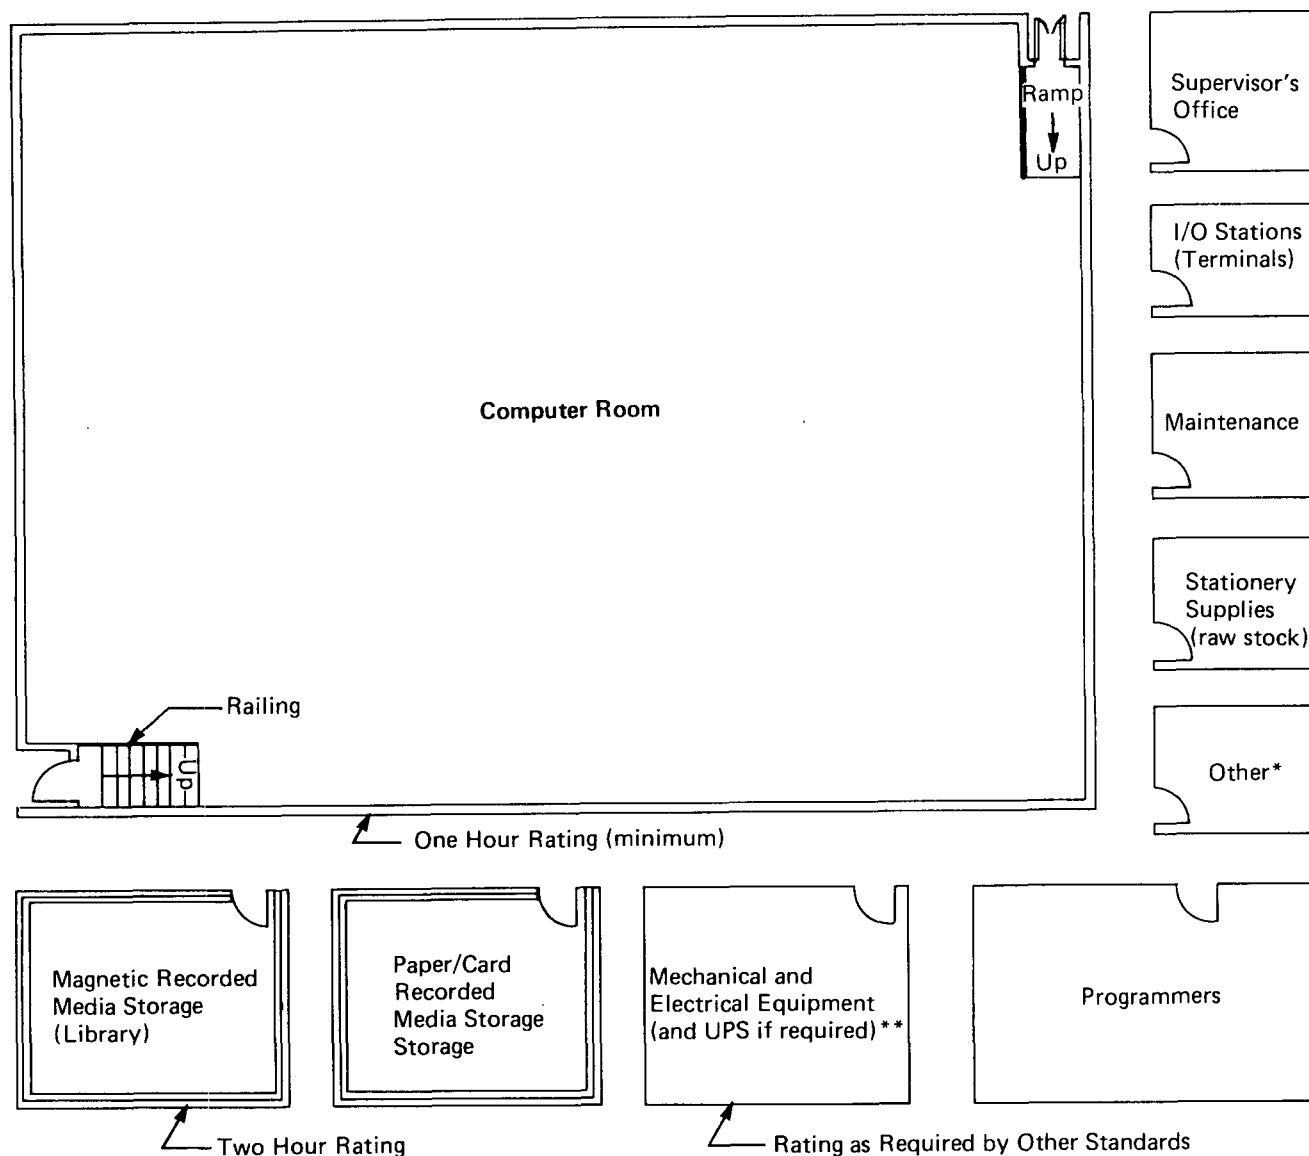 Ramp
Up
Supervisor's
Office
I/O Stations
(Terminals)
Computer Room
Maintenance
Stationery
Supplies
(raw stock)
Railing
Up
Other*
One Hour Rating (minimum)
Magnetic Recorded
Media Storage
(Library)
Paper/Card
Recorded
Media Storage
Storage
Mechanical and
Electrical Equipment
(and UPS if required)**
Programmers
Two Hour Rating
Rating as Required by Other Standards